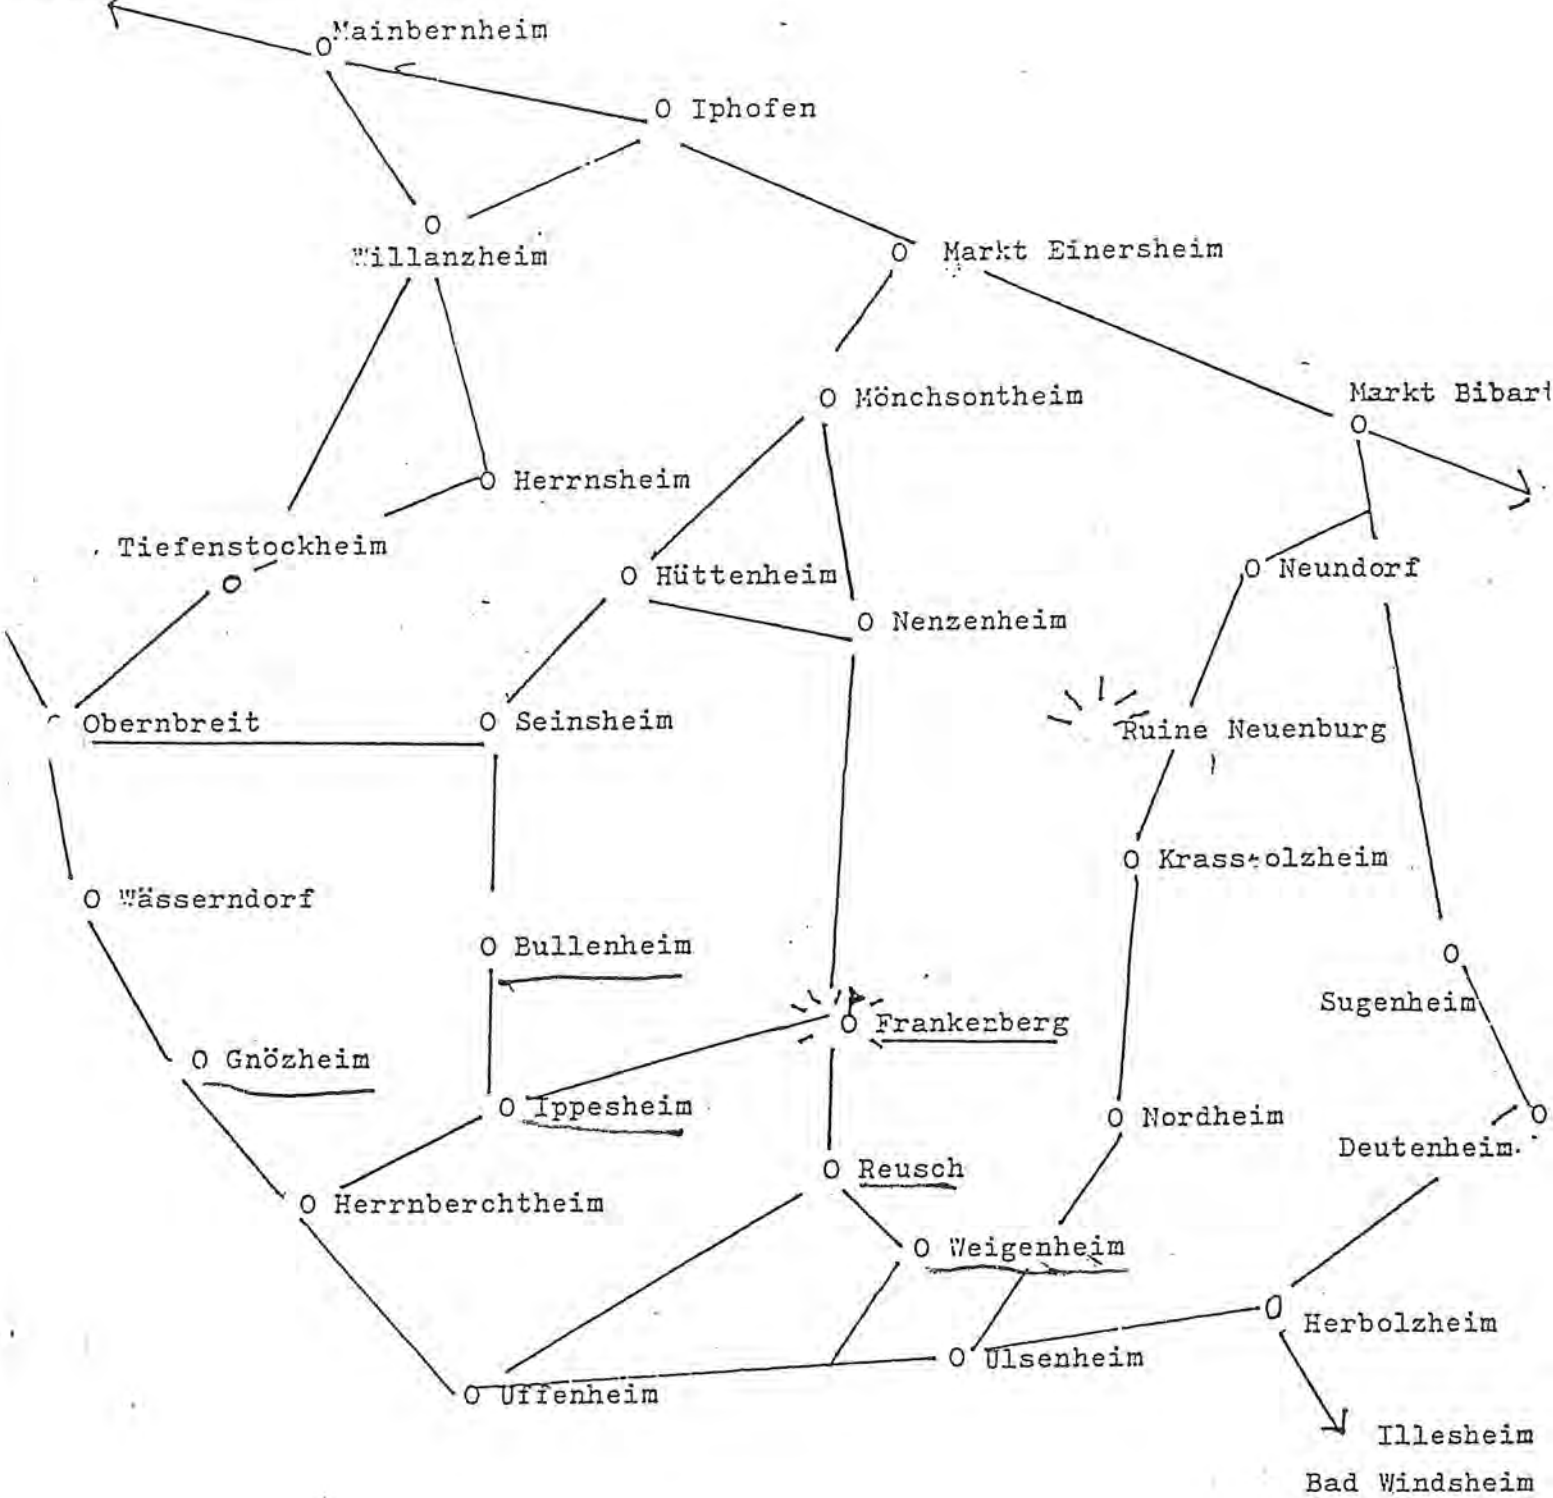 Mainbernheim
Iphofen
Willanzheim
Markt Einersheim
Mönchsontheim
Markt Bibart
Herrnsheim
Tiefenstockheim
Hüttenheim
Neundorf
Nenzenheim
Obernbreit
Seinsheim
Ruine Neuenburg
Krassolzheim
Wässerndorf
Bullenheim
Sugenheim
Frankenberg
Gnözheim
Ippesheim
Nordheim
Deutenheim
Reusch
Herrnberchtheim
Weigenheim
Herbolzheim
Ulsenheim
Uffenheim
Illesheim
Bad Windsheim